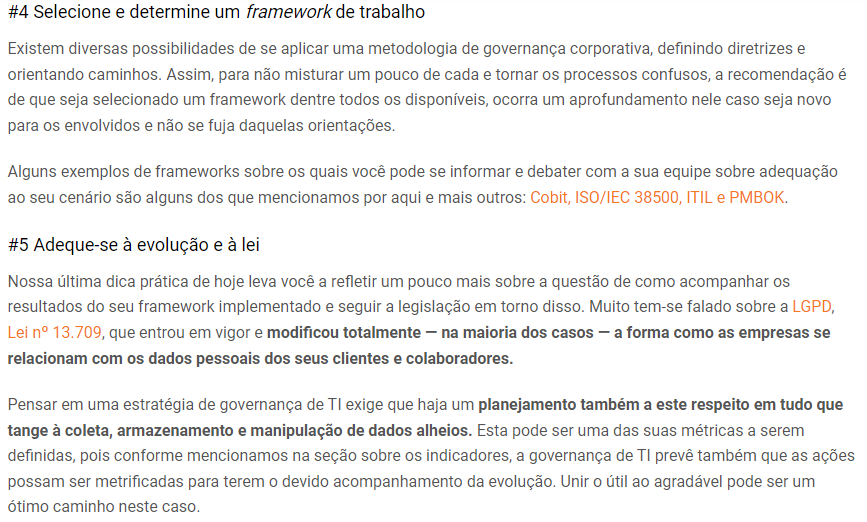 #4 Selecione e determine um framework de trabalho
Existem diversas possibilidades de se aplicar uma metodologia de governança corporativa, definindo diretrizes e
orientando caminhos. Assim, para não misturar um pouco de cada e tornar os processos confusos, a recomendação é
de que seja selecionado um framework dentre todos os disponíveis, ocorra um aprofundamento nele caso seja novo
para os envolvidos e não se fuja daquelas orientações.
Alguns exemplos de frameworks sobre os quais você pode se informar e debater com a sua equipe sobre adequação
ao seu cenário são alguns dos que mencionamos por aqui e mais outros: Cobit, ISO/IEC 38500, ITIL e PMBOK.
#5 Adeque-se à evolução e à lei
Nossa última dica prática de hoje leva você a refletir um pouco mais sobre a questão de como acompanhar os
resultados do seu framework implementado e seguir a legislação em torno disso. Muito tem-se falado sobre a LGPD,
Lei nº 13.709, que entrou em vigor e modificou totalmente — na maioria dos casos — a forma como as empresas se
relacionam com os dados pessoais dos seus clientes e colaboradores.
Pensar em uma estratégia de governança de TI exige que haja um planejamento também a este respeito em tudo que
tange à coleta, armazenamento e manipulação de dados alheios. Esta pode ser uma das suas métricas a serem
definidas, pois conforme mencionamos na seção sobre os indicadores, a governança de TI prevê também que as ações
possam ser metrificadas para terem o devido acompanhamento da evolução. Unir o útil ao agradável pode ser um
ótimo caminho neste caso.